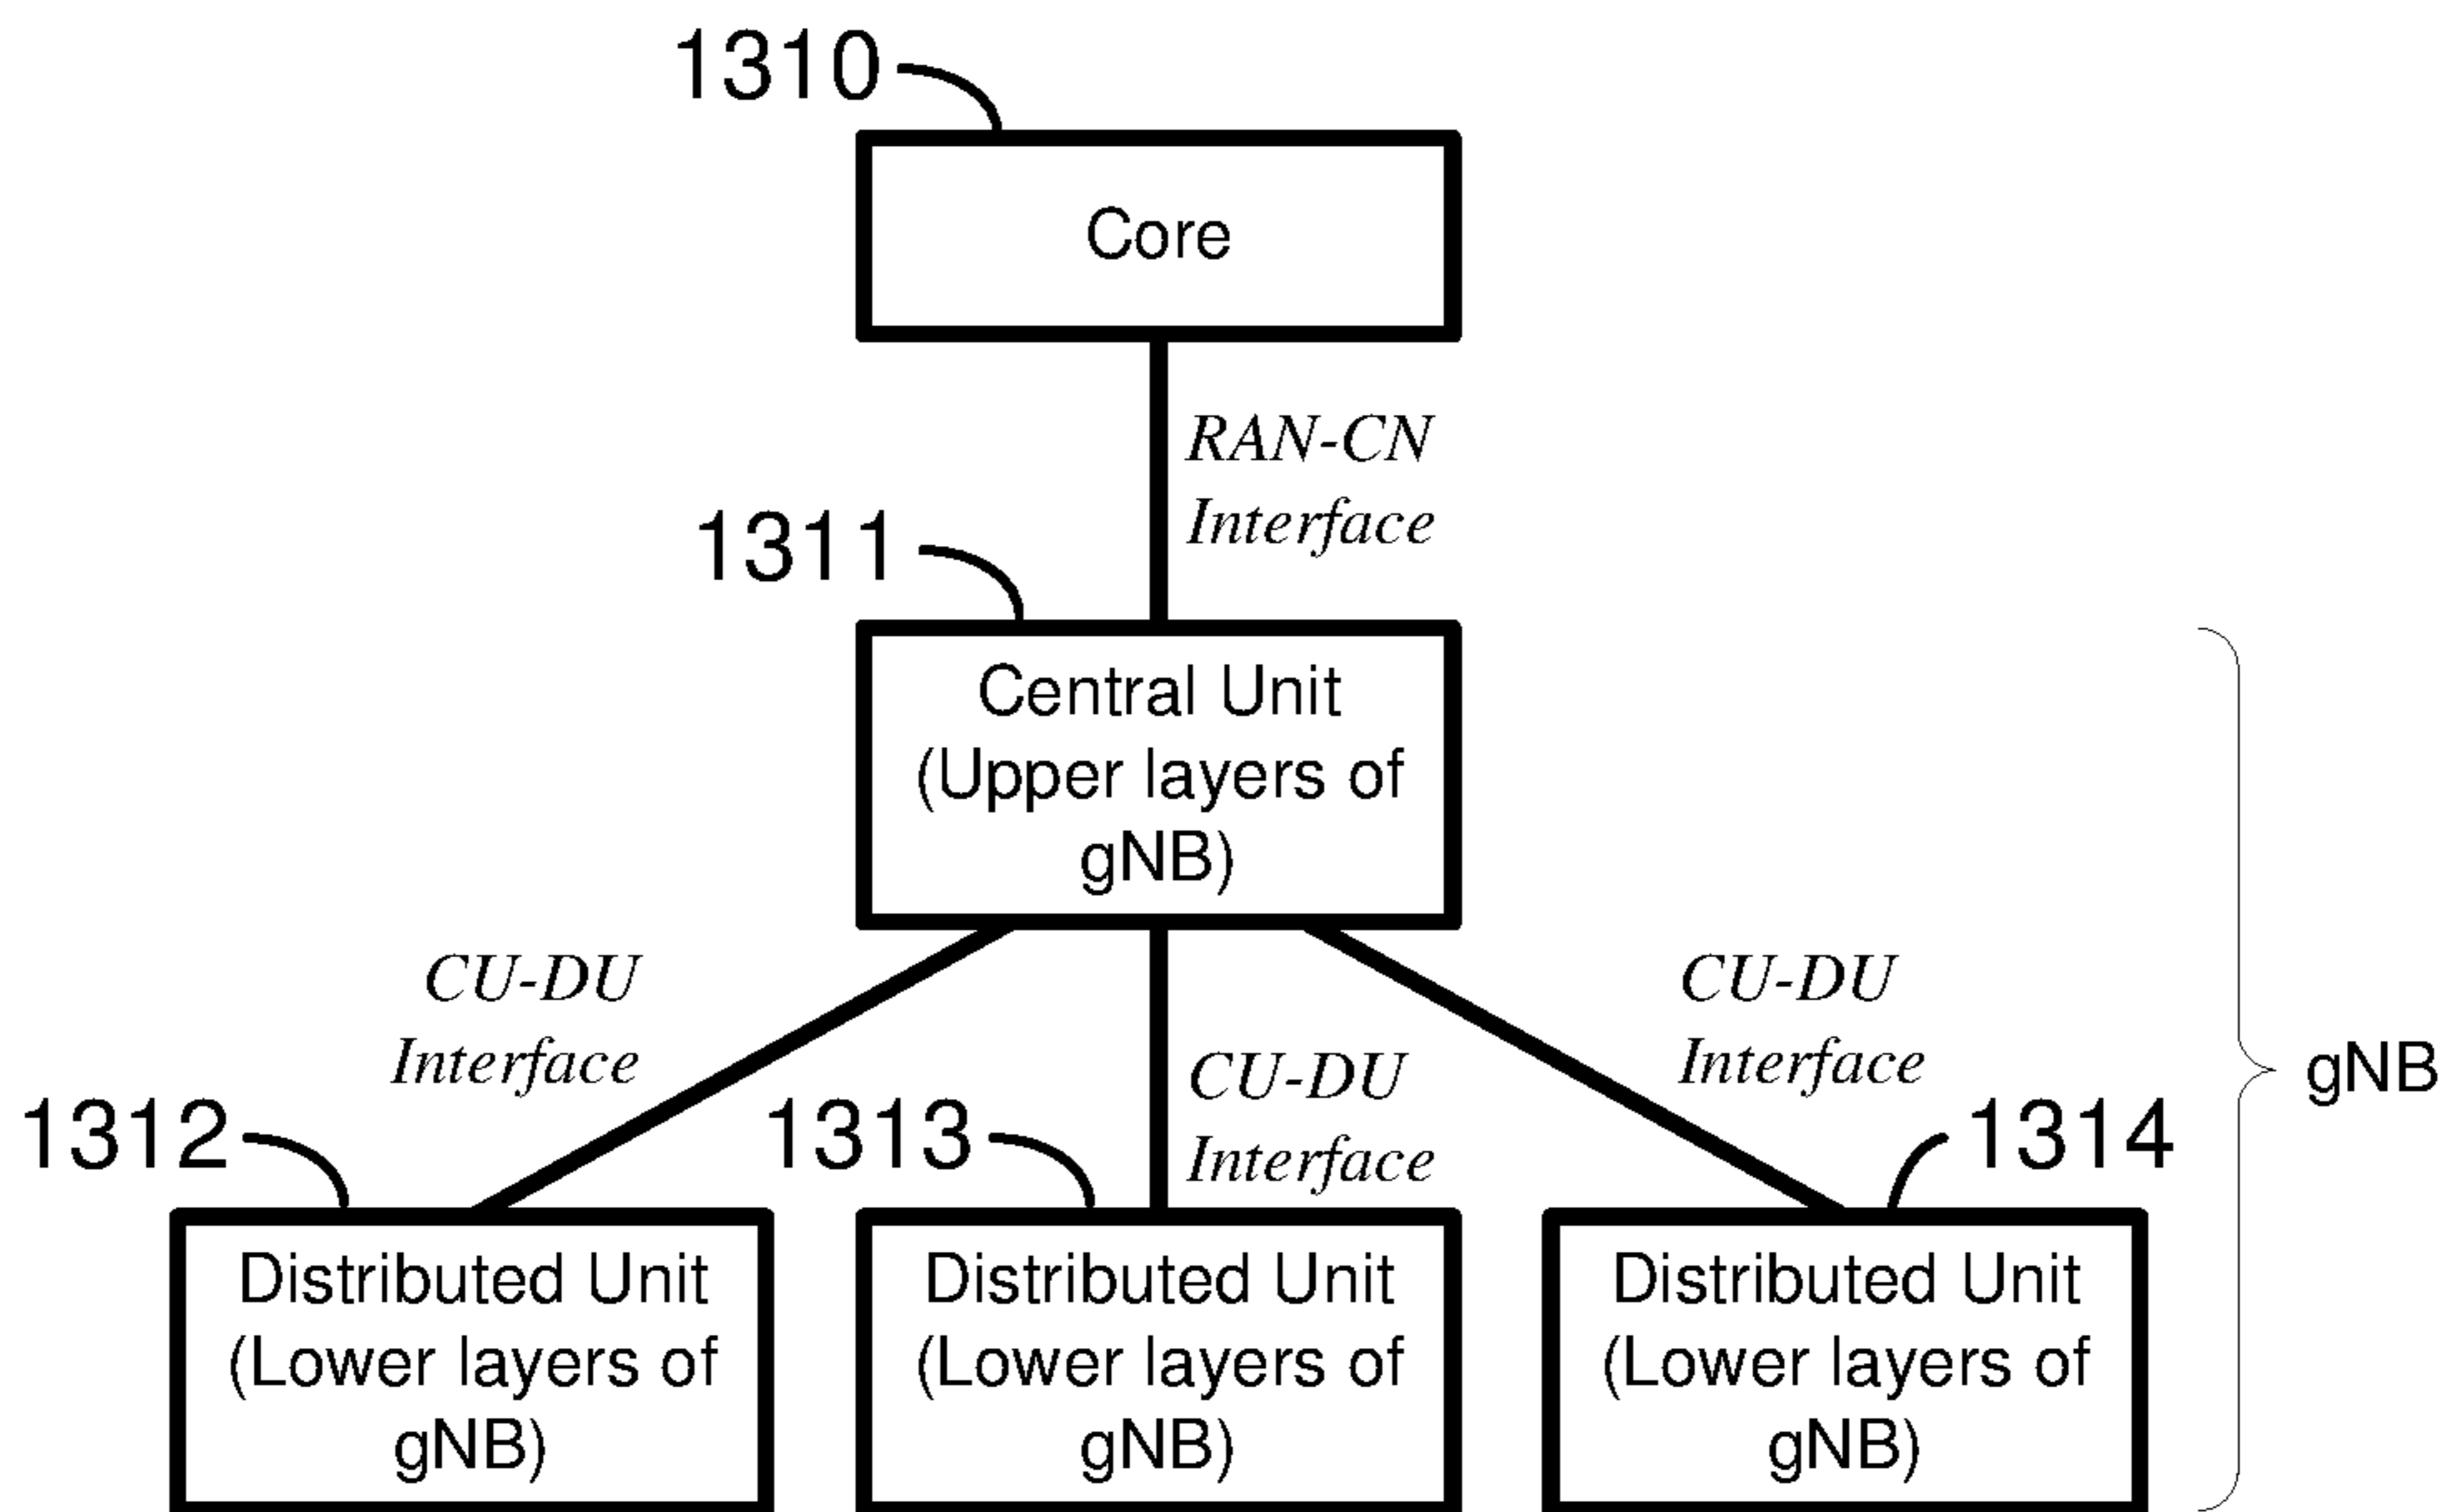 1310
Core
RAN-CN
Interface
1311
Central Unit
(Upper layers of
gNB)
CU-DU
Interface
CU-DU
Interface
CU-DU
Interface
gNB
1312
1313
1314
Distributed Unit
(Lower layers of
gNB)
Distributed Unit
(Lower layers of
gNB)
Distributed Unit
(Lower layers of
gNB)